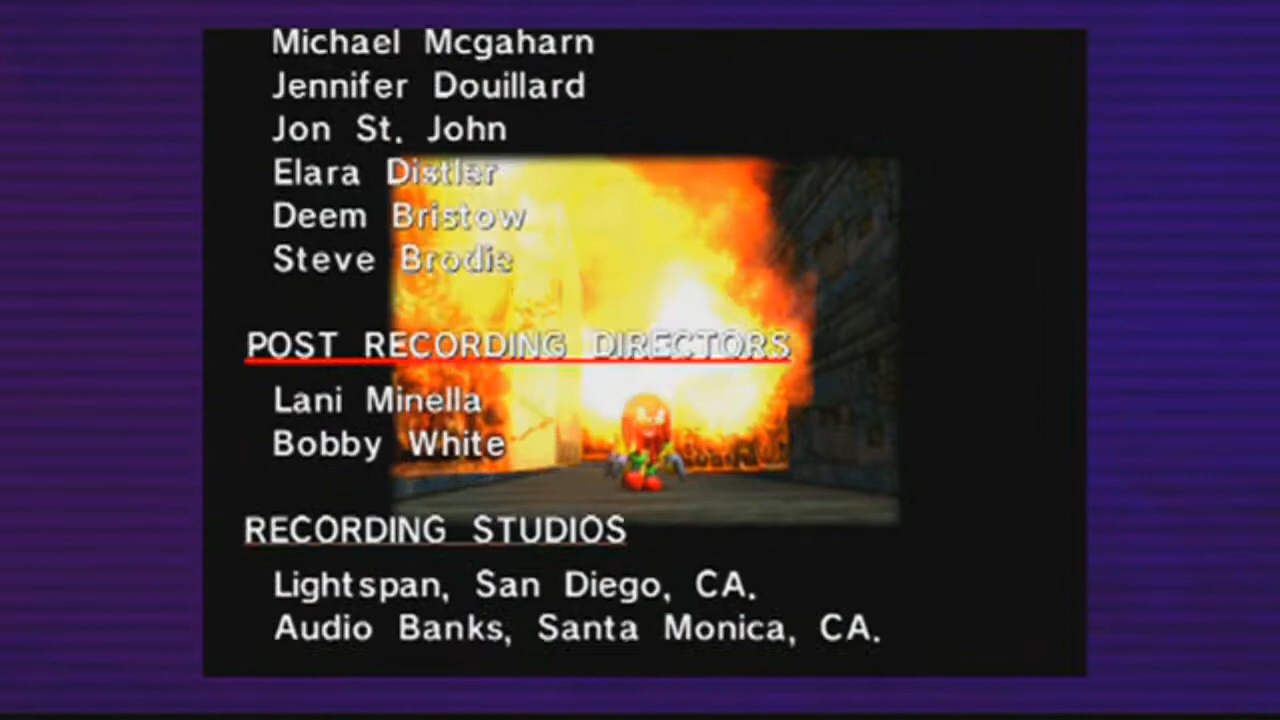 Michael Mcgaharn
Jennifer Douillard
Jon St. John
Elara Distler
Deem Bristow
Steve Brodie
POST RECORDING DIRECTORS
Lani Minella
Bobby White
RECORDING STUDIOS
Lightspan, San Diego, CA.
Audio Banks, Santa Monica, CA.